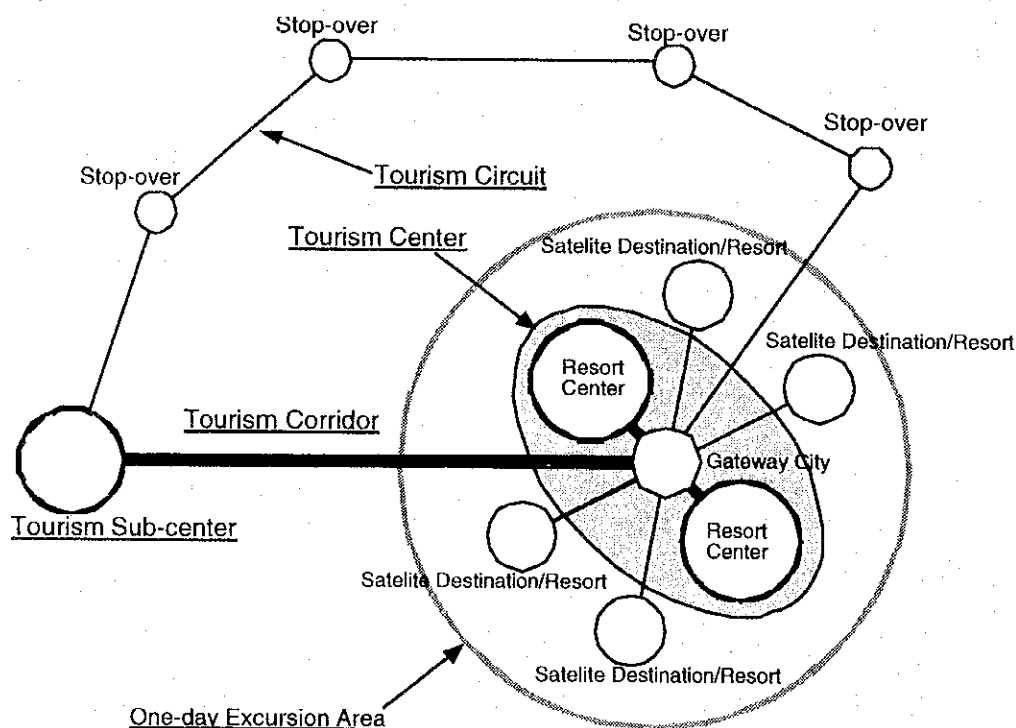 Stop-over
Stop-over
Stop-over
Stop-over
Tourism Circuit
Tourism Center
Satelite Destination/Resort
Satelite Destination/Resort
Resort
Center
Tourism Corridor
Gateway City
Tourism Sub-center
Resort
Center
Satelite Destination/Resort
Satelite Destination/Resort
One-day Excursion Area